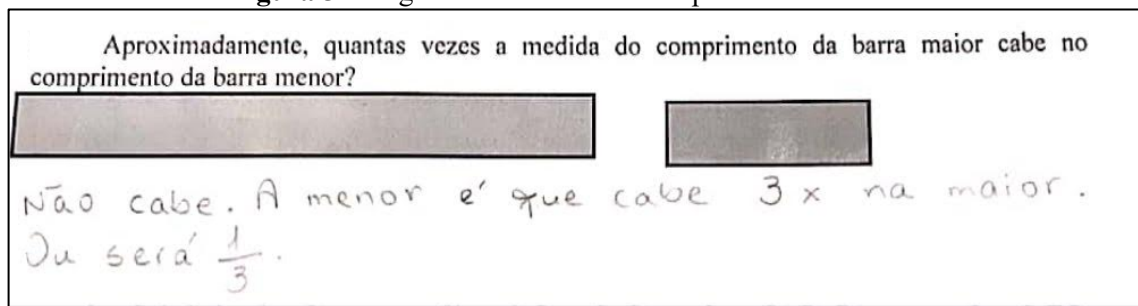 Aproximadamente, quantas vezes a medida do comprimento da barra maior cabe no
comprimento da barra menor?
Não cabe. A menor é que cabe 3x na maior.
Ou será 1/3.